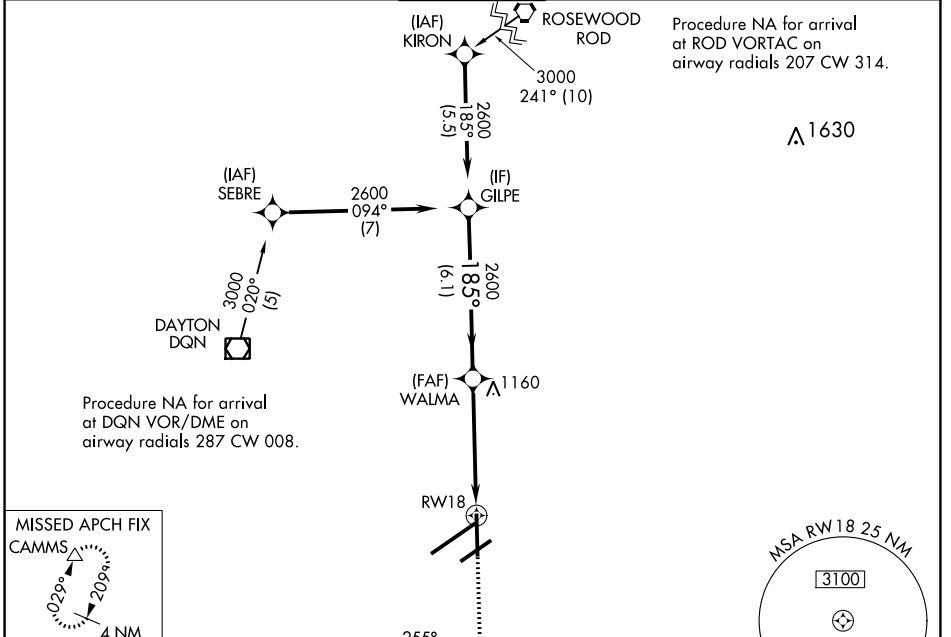 (IAF)
KIRON
ROSEWOOD
ROD
Procedure NA for arrival
at ROD VORTAC on
airway radials 207 CW 314.
3000
241° (10)
2600
185°
(5.5)
1630
(IAF)
SEBRE
2600
094°
(7)
(IF)
GILPE
3000
020°
(5)
2600
185°
(6.1)
DAYTON
DQN
(FAF)
WALMA
1160
Procedure NA for arrival
at DQN VOR/DME on
airway radials 287 CW 008.
RW18
MISSED APCH FIX
CAMMS
029°
209°
4 NM
MSA RW18 25 NM
3100
255°